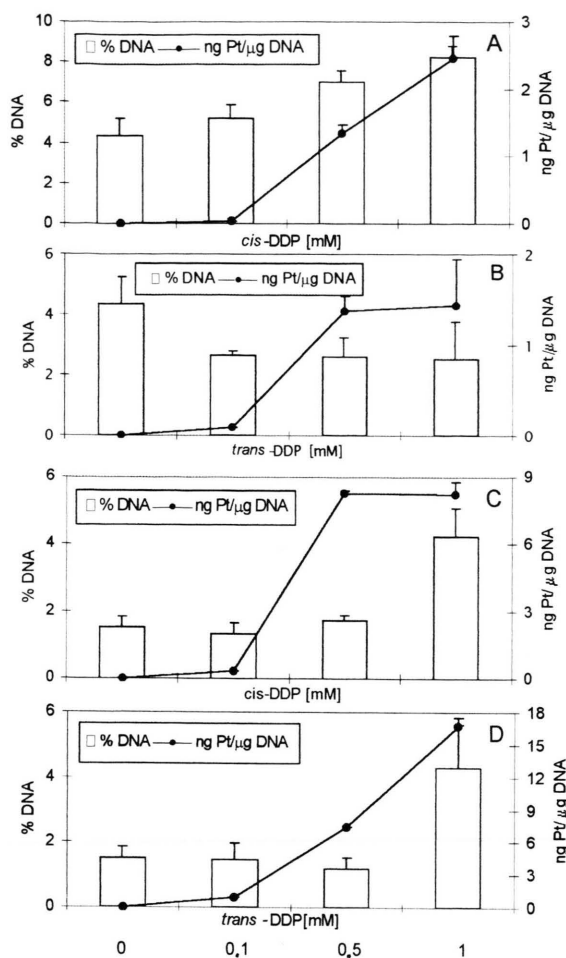 10 8 6 4 2 0
% DNA
% DNA ng Pt/µg DNA
A
3 2 1 0
ng Pt/µg DNA
cis-DDP [mM]
6 4 2 0
% DNA
% DNA ng Pt/µg DNA
B
2 1 0
ng Pt/µg DNA
trans -DDP [mM]
6 4 2 0
% DNA
% DNA ng Pt/µg DNA
C
9 6 3 0
ng Pt/µg DNA
cis-DDP [mM]
6 4 2 0
% DNA
% DNA ng Pt/µg DNA
D
18 15 12 9 6 3 0
ng Pt/µg DNA
trans -DDP[mM]
0 0.1 0.5 1